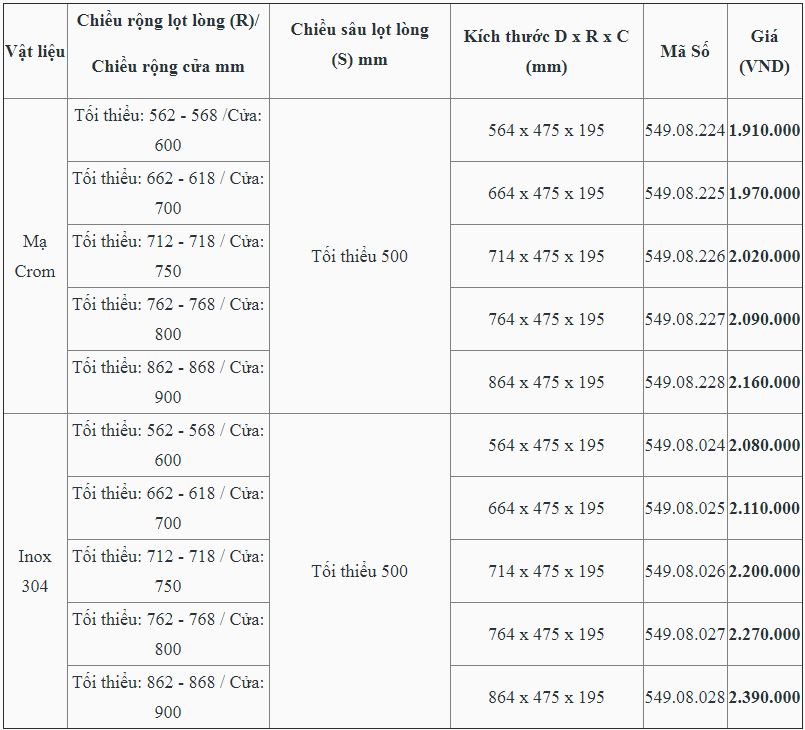 Vật liệu
Chiều rộng lọt lòng (R)/
Chiều rộng cửa mm
Chiều sâu lọt lòng
(S) mm
Kích thước D x R x C
(mm)
Mã Số
Giá
(VND)
Mạ
Crom
Tối thiểu: 562 - 568 /Cửa:
600
Tối thiểu 500
564 x 475 x 195
549.08.224
1.910.000
Tối thiểu: 662 - 618 / Cửa:
700
664 x 475 x 195
549.08.225
1.970.000
Tối thiểu: 712 - 718 / Cửa:
750
714 x 475 x 195
549.08.226
2.020.000
Tối thiểu: 762 - 768 / Cửa:
800
764 x 475 x 195
549.08.227
2.090.000
Tối thiểu: 862 - 868 / Cửa:
900
864 x 475 x 195
549.08.228
2.160.000
Inox
304
Tối thiểu: 562 - 568 / Cửa:
600
Tối thiểu 500
564 x 475 x 195
549.08.024
2.080.000
Tối thiểu: 662 - 618 / Cửa:
700
664 x 475 x 195
549.08.025
2.110.000
Tối thiểu: 712 - 718 / Cửa:
750
714 x 475 x 195
549.08.026
2.200.000
Tối thiểu: 762 - 768 / Cửa:
800
764 x 475 x 195
549.08.027
2.270.000
Tối thiểu: 862 - 868 / Cửa:
900
864 x 475 x 195
549.08.028
2.390.000